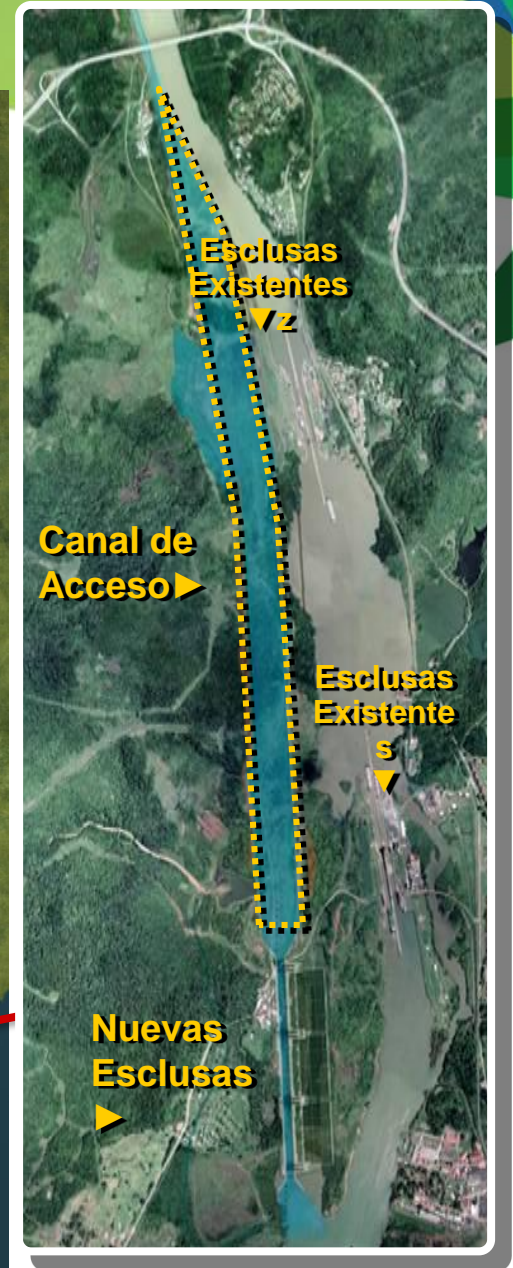 Esclusas
Existentes
▼z
Canal de
Acceso►
Esclusas
Existente
s
▼
Nuevas
Esclusas
►